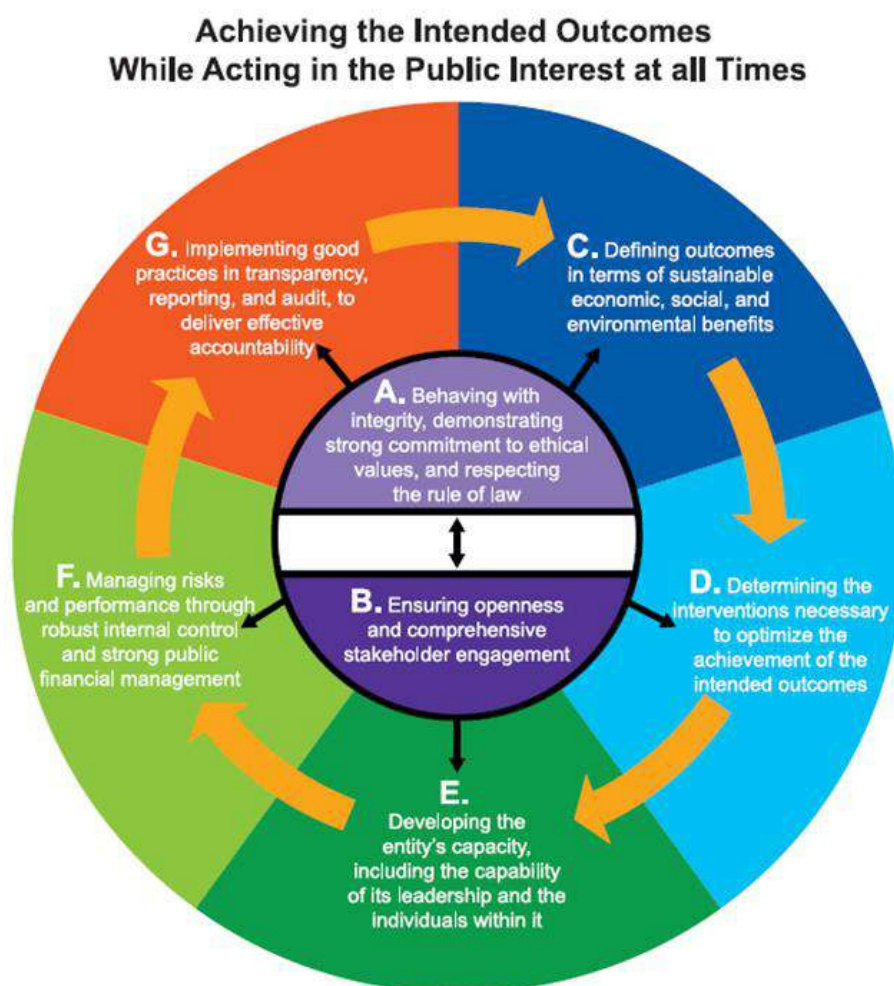 Achieving the Intended Outcomes
While Acting in the Public Interest at all Times
A. Behaving with
integrity, demonstrating
strong commitment to ethical
values, and respecting
the rule of law
B. Ensuring openness
and comprehensive
stakeholder engagement
C. Defining outcomes
in terms of sustainable
economic, social, and
environmental benefits
D. Determining the
interventions necessary
to optimize the
achievement of the
intended outcomes
E.
Developing the
entity's capacity,
including the capability
of its leadership and the
individuals within it
F. Managing risks
and performance through
robust internal control
and strong public
financial management
G. Implementing good
practices in transparency,
reporting, and audit, to
deliver effective
accountability